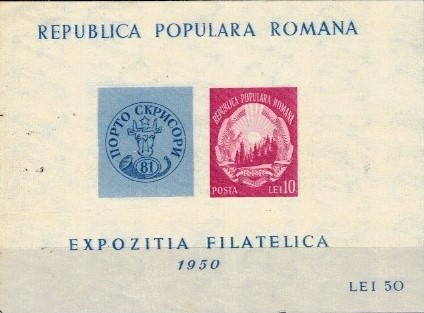 REPUBLICA POPULARA ROMANA
ПОРТО СКРИСОРИ
81
REPUBLICA POPULARA ROMANA
POSTA LEI 10
EXPOZITIA FILATELICA
1950
LEI 50